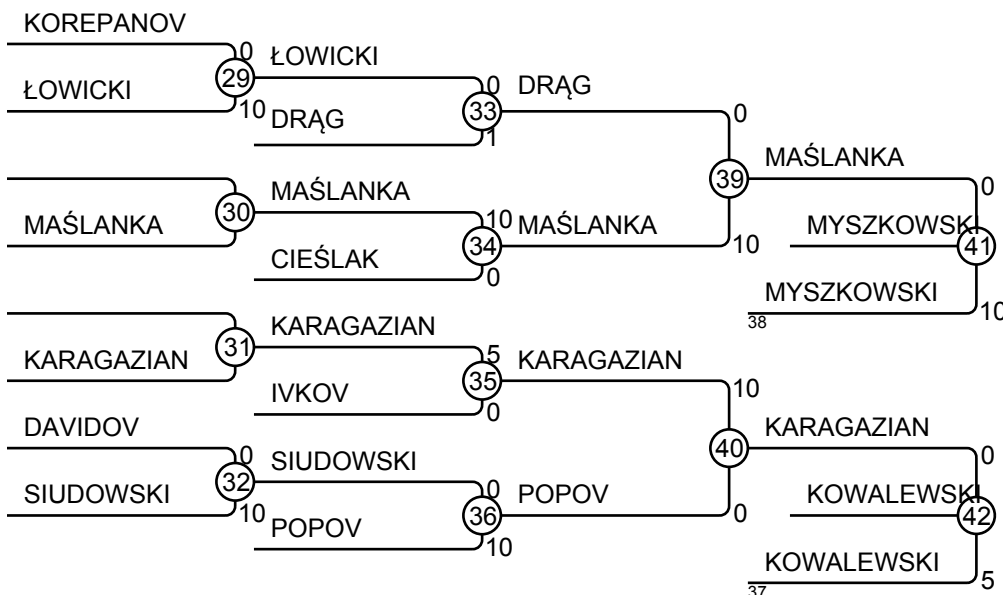 KOREPANOV
0
ŁOWICKI
29
ŁOWICKI
10
0
DRĄG
33
DRĄG
1
0
MAŚLANKA
39
MAŚLANKA
0
30
MAŚLANKA
10
MAŚLANKA
34
10
MYSZKOWSKI
41
CIEŚLAK
0
MYSZKOWSKI
38
10
31
KARAGAZIAN
KARAGAZIAN
5
KARAGAZIAN
35
10
IVKOV
0
DAVIDOV
0
KARAGAZIAN
40
0
32
SIUDOWSKI
SIUDOWSKI
10
0
POPOV
36
0
KOWALEWSKI
42
POPOV
10
KOWALEWSKI
37
5